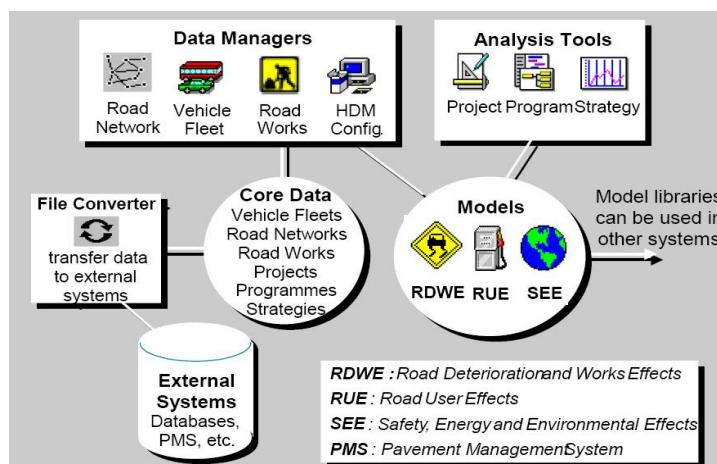 Data Managers
Road Network
Vehicle Fleet
Road Works
HDM Config.
Analysis Tools
Project Program Strategy
File Converter
transfer data
to external
systems
Core Data
Vehicle Fleets
Road Networks
Road Works
Projects
Programmes
Strategies
Models
RDWE RUE SEE
Model libraries
can be used in
other systems
External
Systems
Databases,
PMS, etc.
RDWE : Road Deterioration and Works Effects
RUE : Road User Effects
SEE : Safety, Energy and Environmental Effects
PMS : Pavement Management System